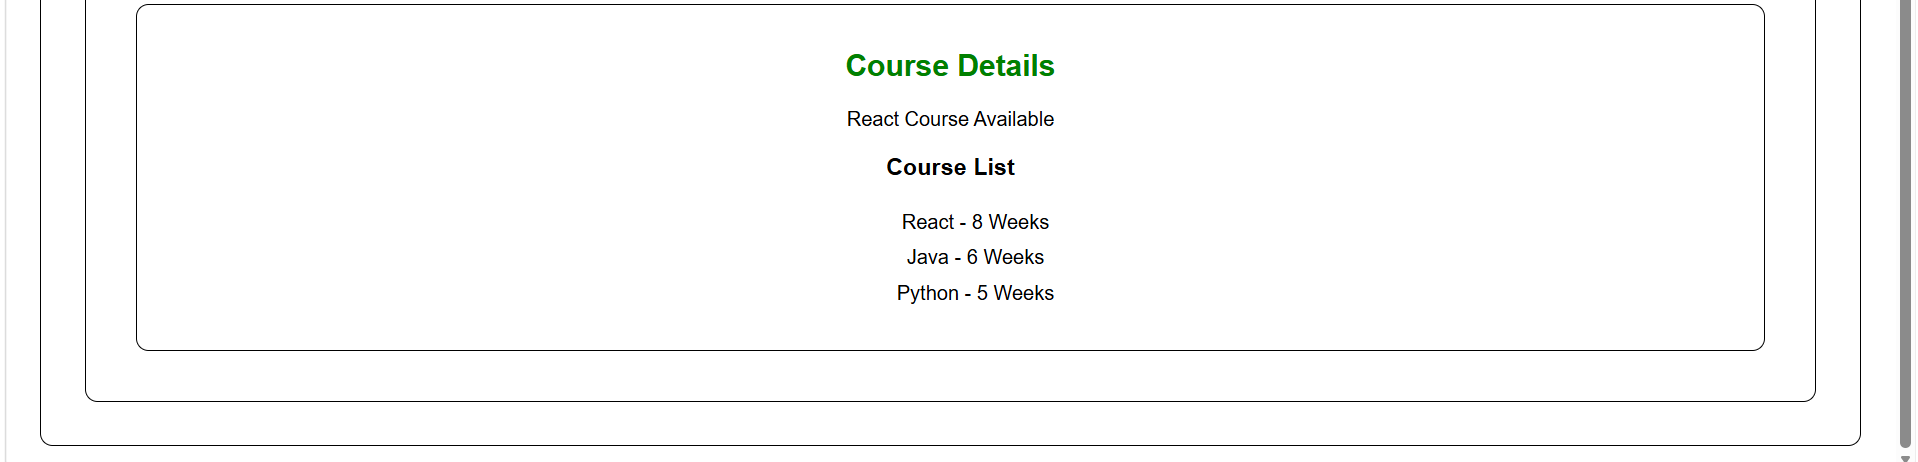 Course Details
React Course Available
Course List
React - 8 Weeks
Java - 6 Weeks
Python - 5 Weeks